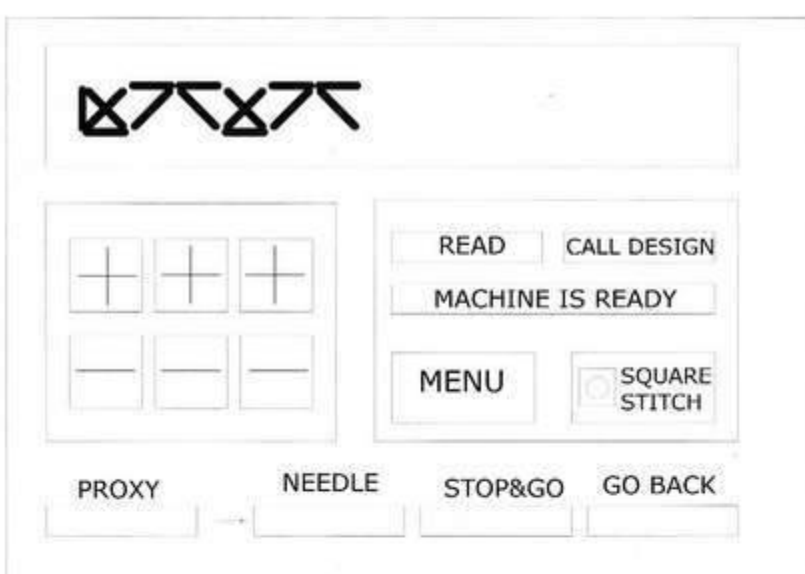 READ
CALL DESIGN
MACHINE IS READY
MENU
SQUARE
STITCH
PROXY
NEEDLE
STOP&GO
GO BACK